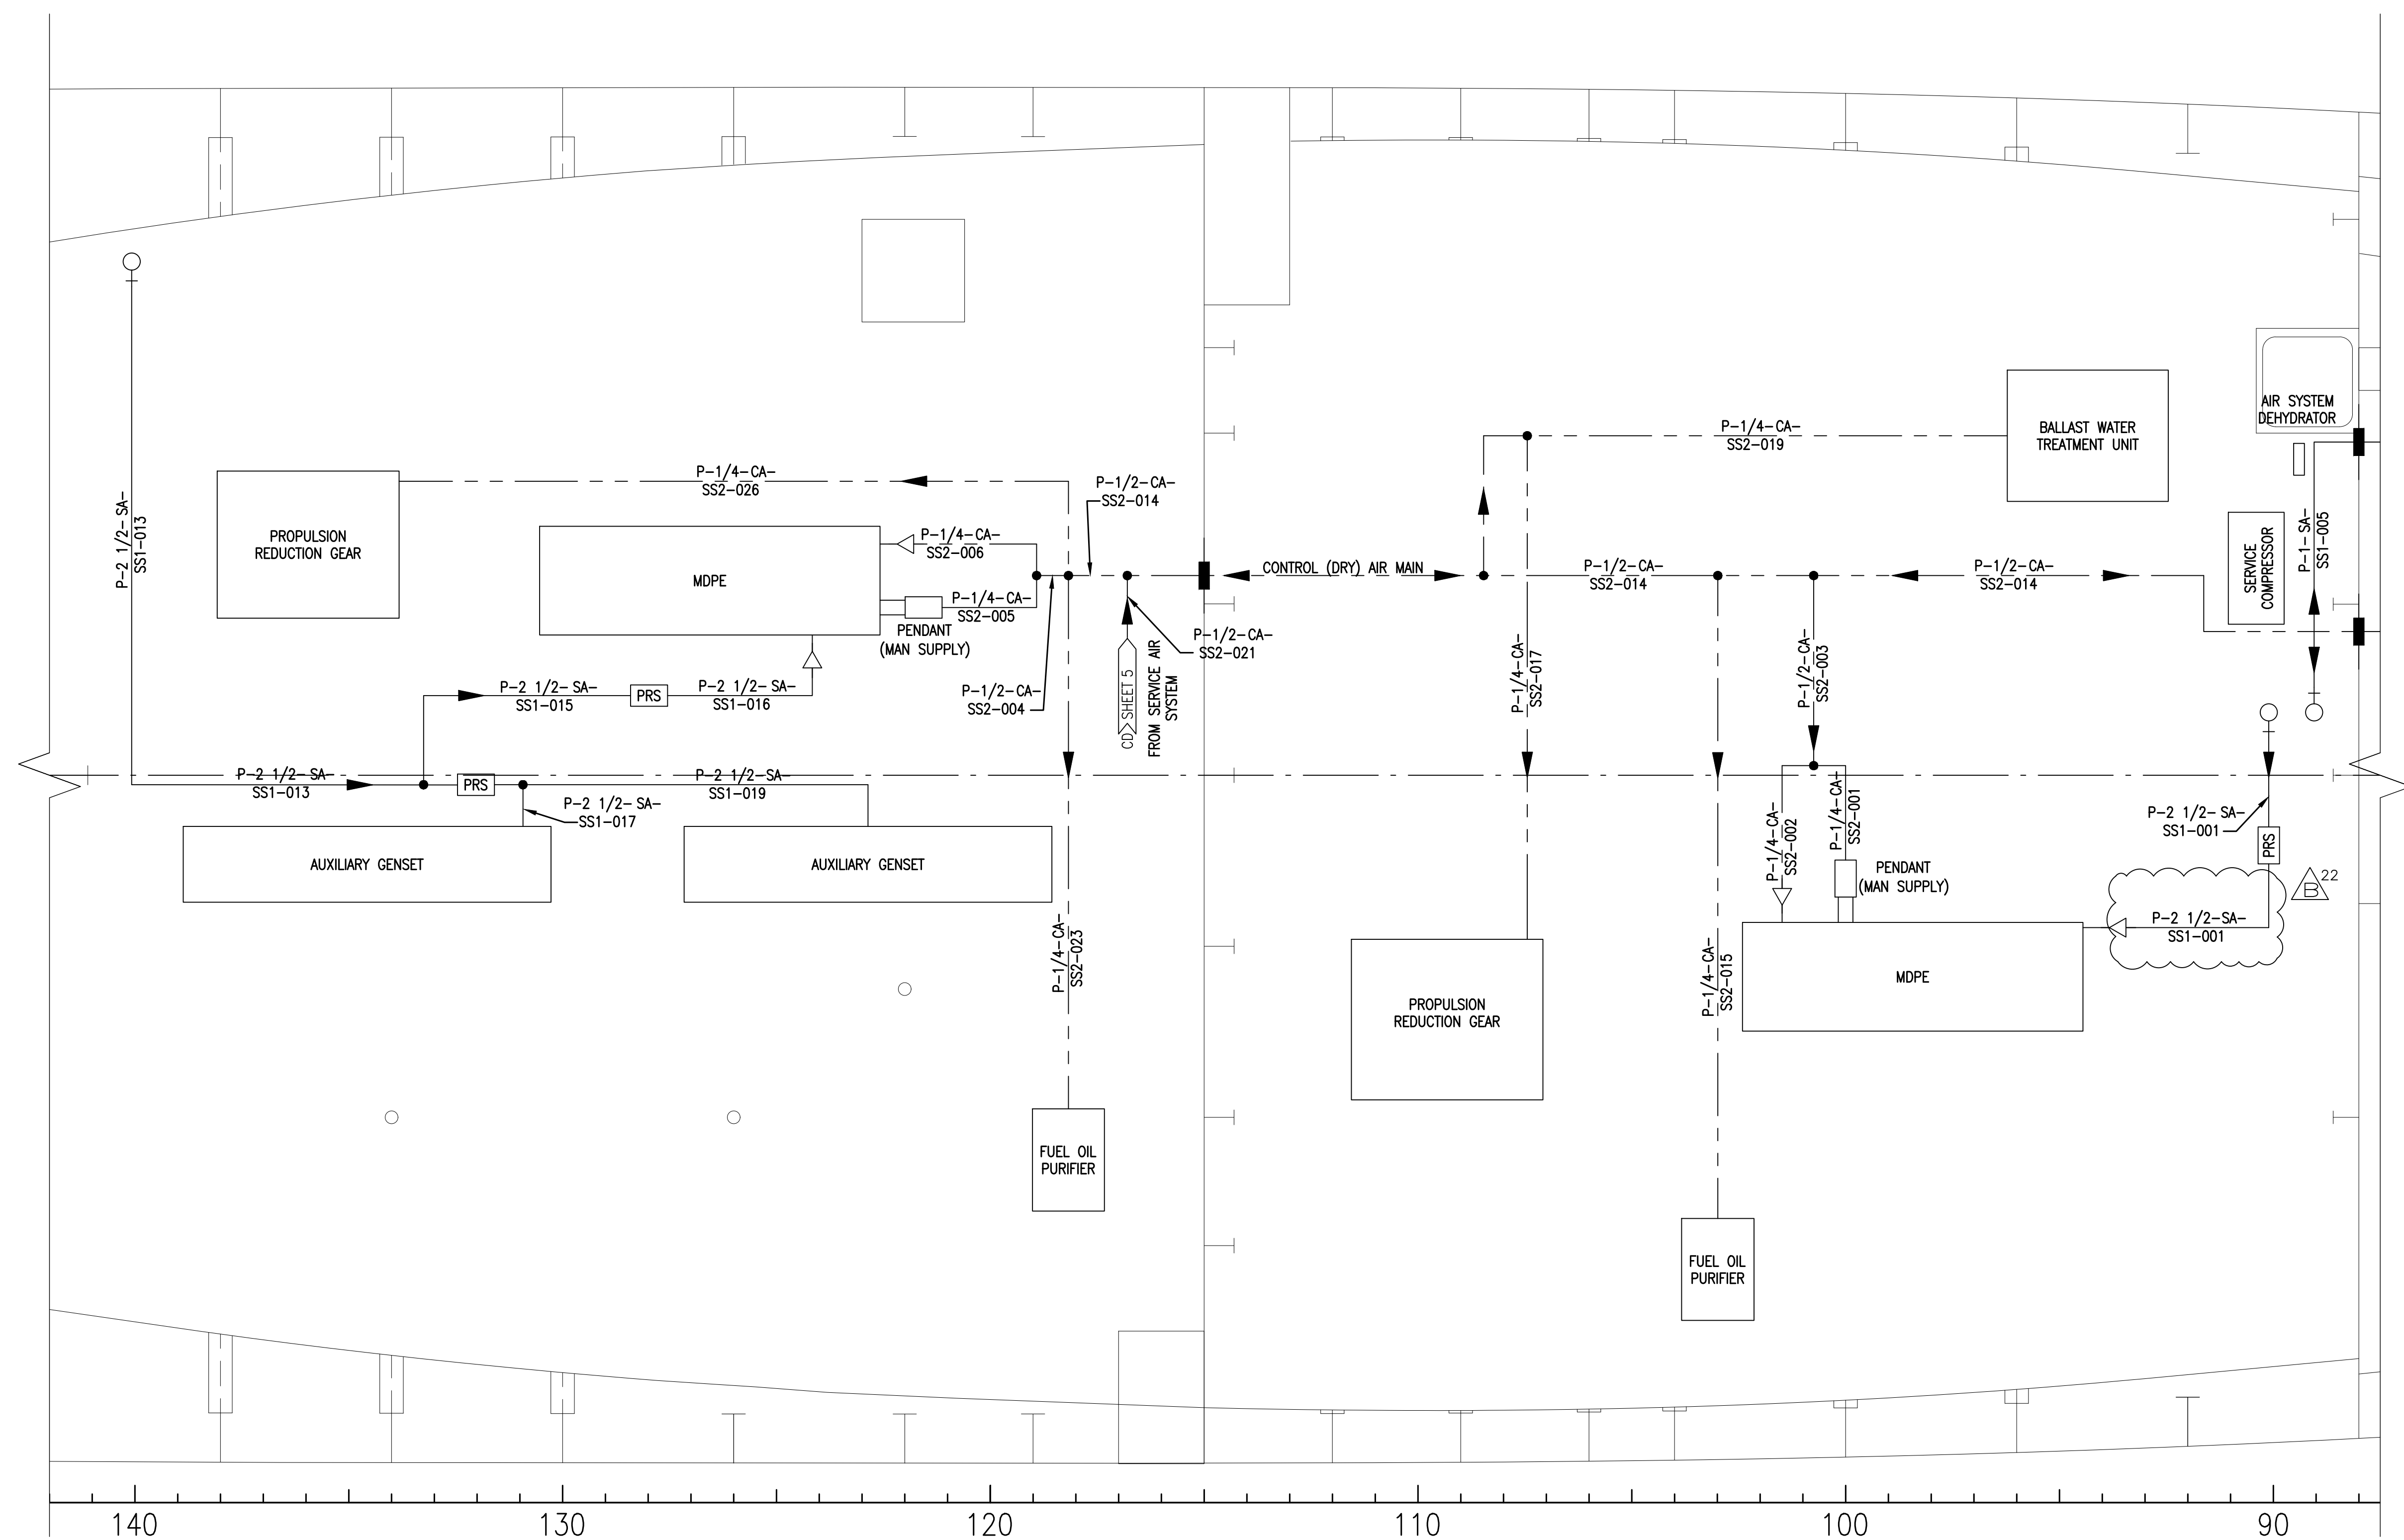 AIR SYSTEM
DEHYDRATOR
BALLAST WATER
TREATMENT UNIT
P-1/4-CA-
SS2-019
P-1/4-CA-
SS2-026
P-1/2-CA-
SS2-014
P-2 1/2-SA-
SS1-013
PROPULSION
REDUCTION GEAR
MDPE
P-1/4-CA-
SS2-006
P-1/4-CA-
SS2-005
PENDANT
(MAN SUPPLY)
CONTROL (DRY) AIR MAIN
P-1/2-CA-
SS2-014
P-1/2-CA-
SS2-014
SERVICE
COMPRESSOR
P-1-SA-
SS1-005
P-1/2-CA-
SS2-021
P-1/2-CA-
SS2-004
CD SHEET 5
FROM SERVICE AIR
SYSTEM
P-1/4-CA-
SS2-017
P-1/2-CA-
SS2-003
P-2 1/2-SA-
SS1-015
PRS
P-2 1/2-SA-
SS1-016
P-2 1/2-SA-
SS1-013
PRS
P-2 1/2-SA-
SS1-019
P-2 1/2-SA-
SS1-017
AUXILIARY GENSET
AUXILIARY GENSET
P-1/4-CA-
SS2-002
P-1/4-CA-
SS2-001
PENDANT
(MAN SUPPLY)
P-2 1/2-SA-
SS1-001
PRS
B 22
P-2 1/2-SA-
SS1-001
P-1/4-CA-
SS2-023
P-1/4-CA-
SS2-015
MDPE
PROPULSION
REDUCTION GEAR
FUEL OIL
PURIFIER
FUEL OIL
PURIFIER
140 130 120 110 100 90